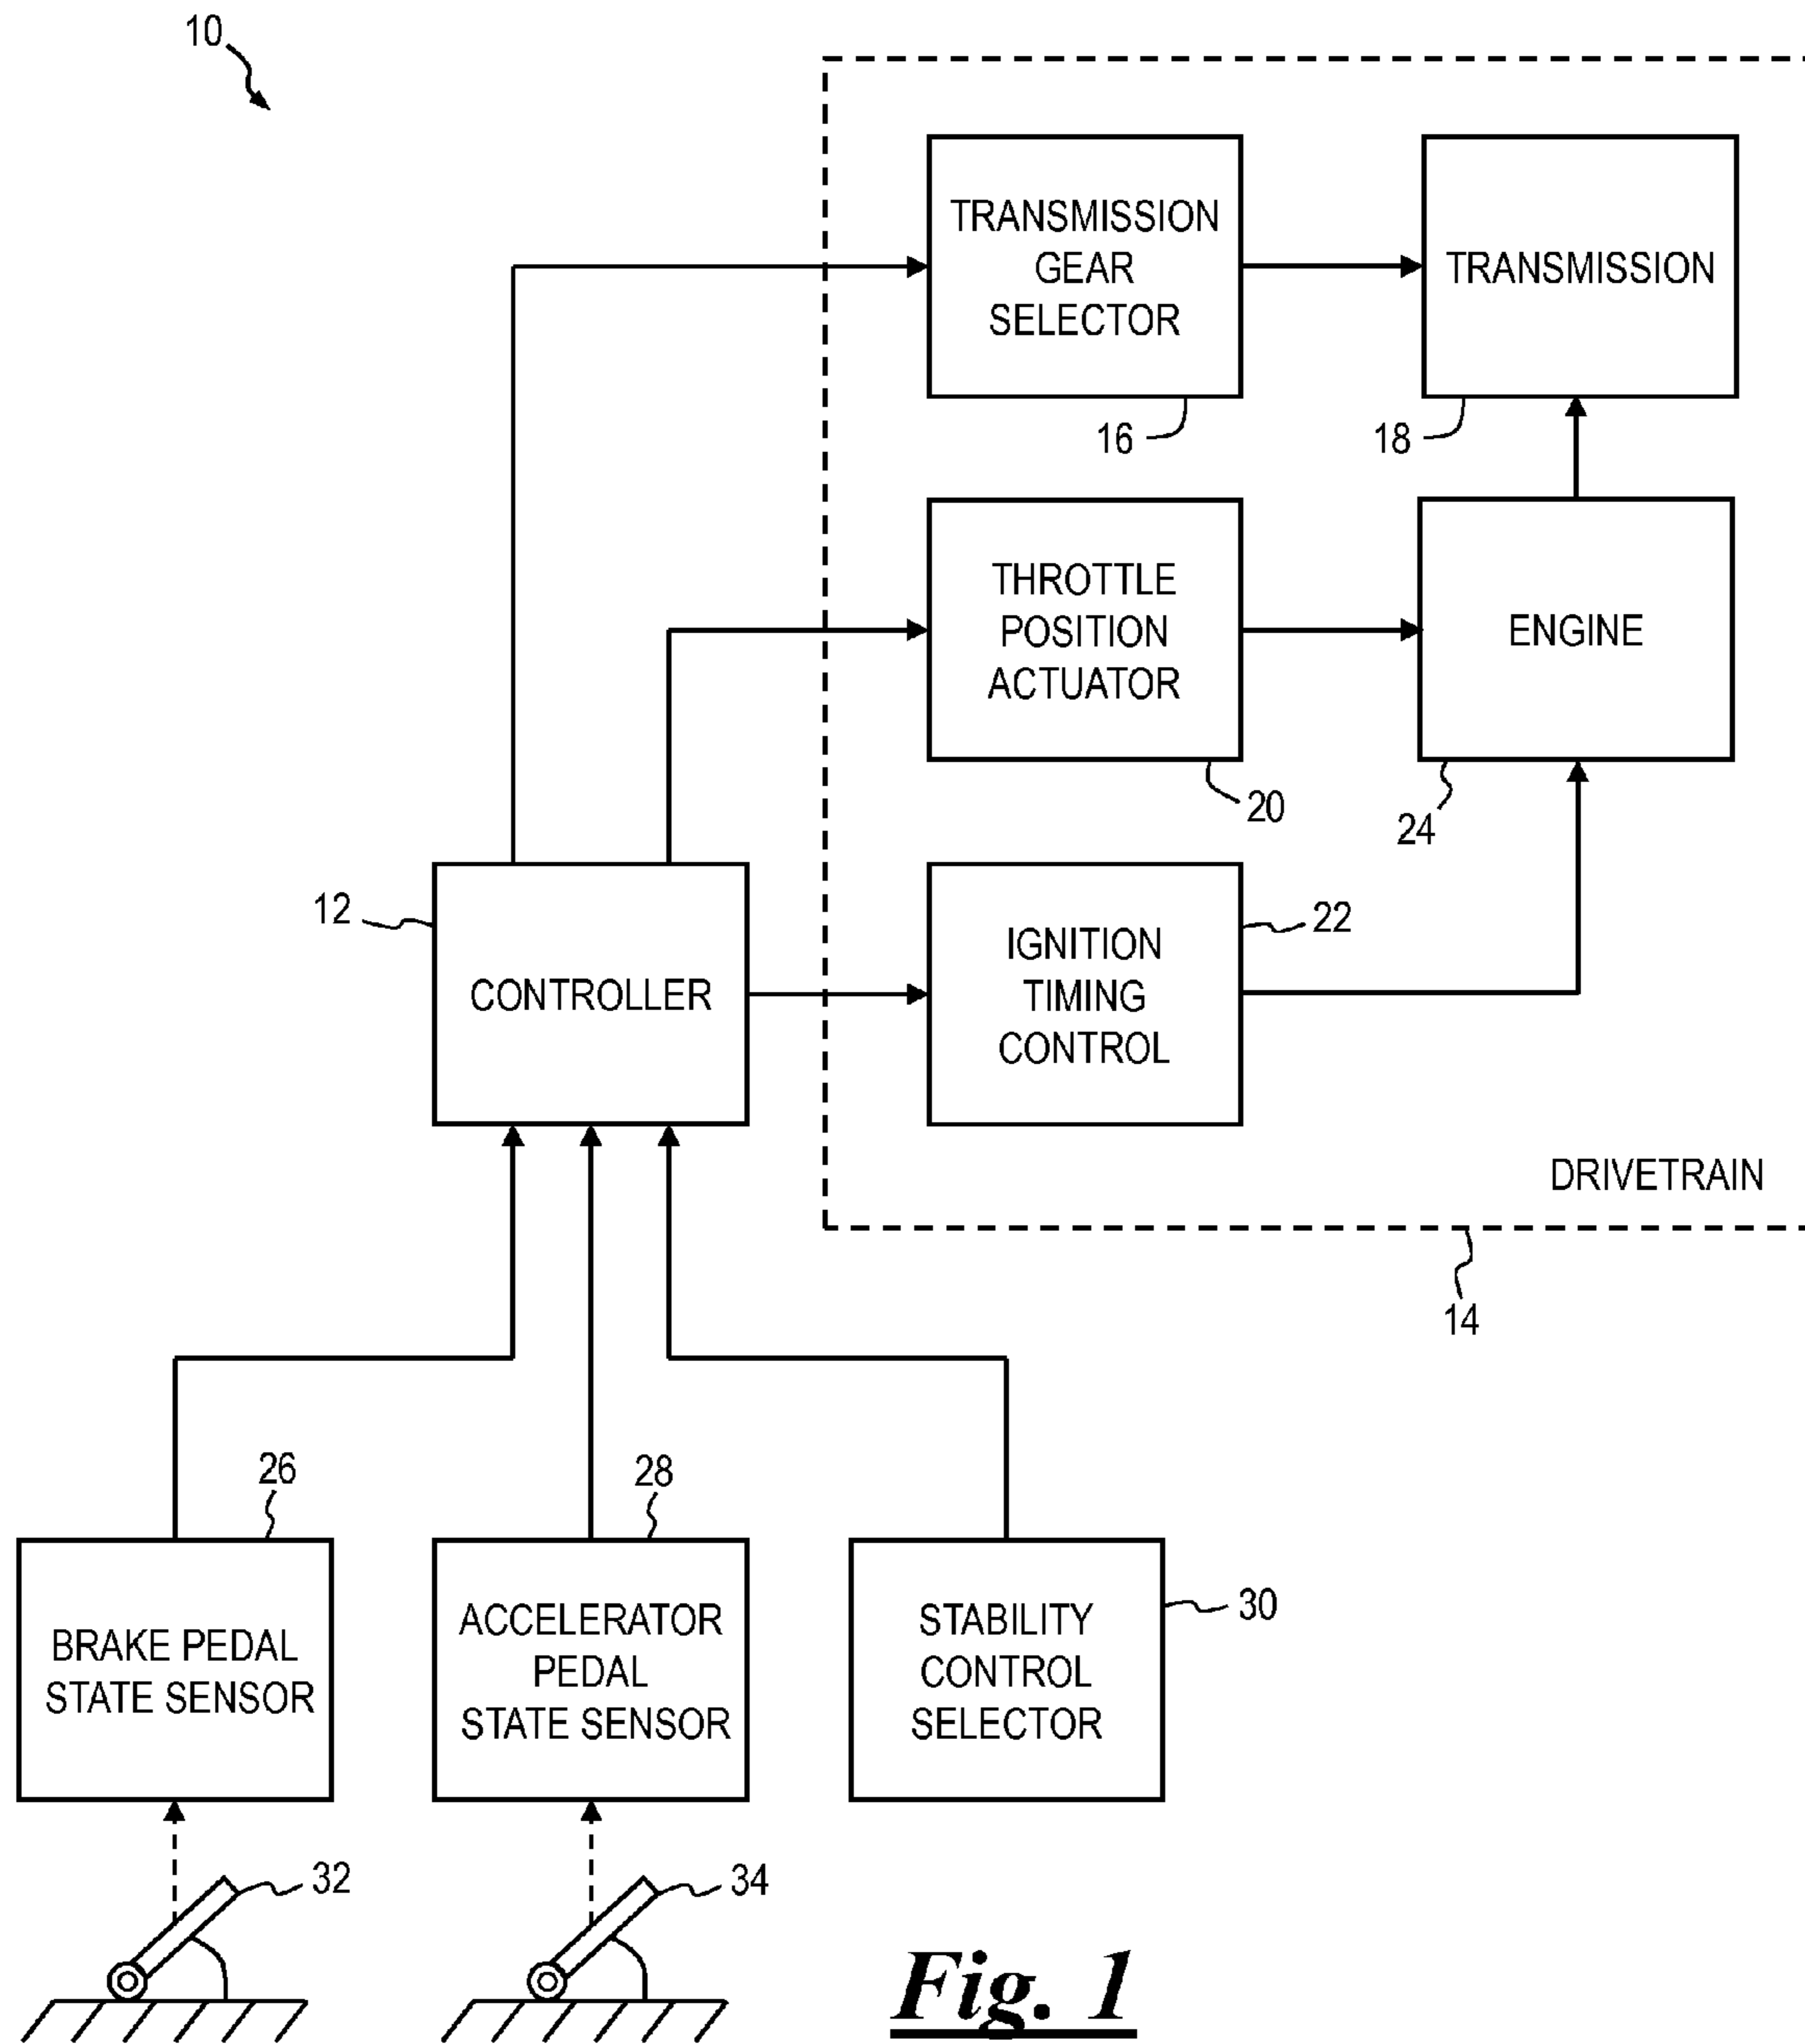 10
TRANSMISSION
GEAR
SELECTOR
TRANSMISSION
16
18
THROTTLE
POSITION
ACTUATOR
ENGINE
20
24
12
CONTROLLER
IGNITION
TIMING
CONTROL
22
DRIVETRAIN
14
26
28
BRAKE PEDAL
STATE SENSOR
ACCELERATOR
PEDAL
STATE SENSOR
STABILITY
CONTROL
SELECTOR
30
32
34
Fig. 1